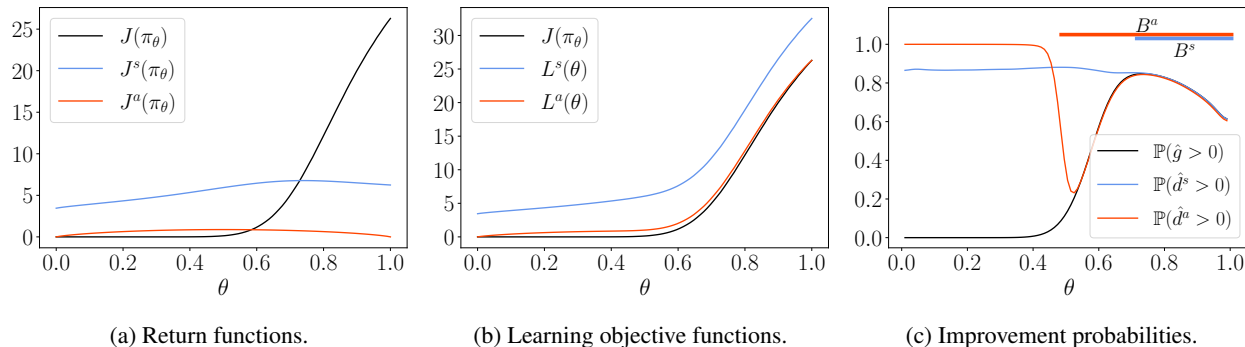 25
20
15
10
5
0
J(π_θ)
J^s(π_θ)
J^a(π_θ)
0.0 0.2 0.4 0.6 0.8 1.0
θ
(a) Return functions.
30
25
20
15
10
5
0
J(π_θ)
L^s(θ)
L^a(θ)
0.0 0.2 0.4 0.6 0.8 1.0
θ
(b) Learning objective functions.
1.0
0.8
0.6
0.4
0.2
0.0
B^a
B^s
ℙ(ĝ > 0)
ℙ(d̂^s > 0)
ℙ(d̂^a > 0)
0.0 0.2 0.4 0.6 0.8 1.0
θ
(c) Improvement probabilities.